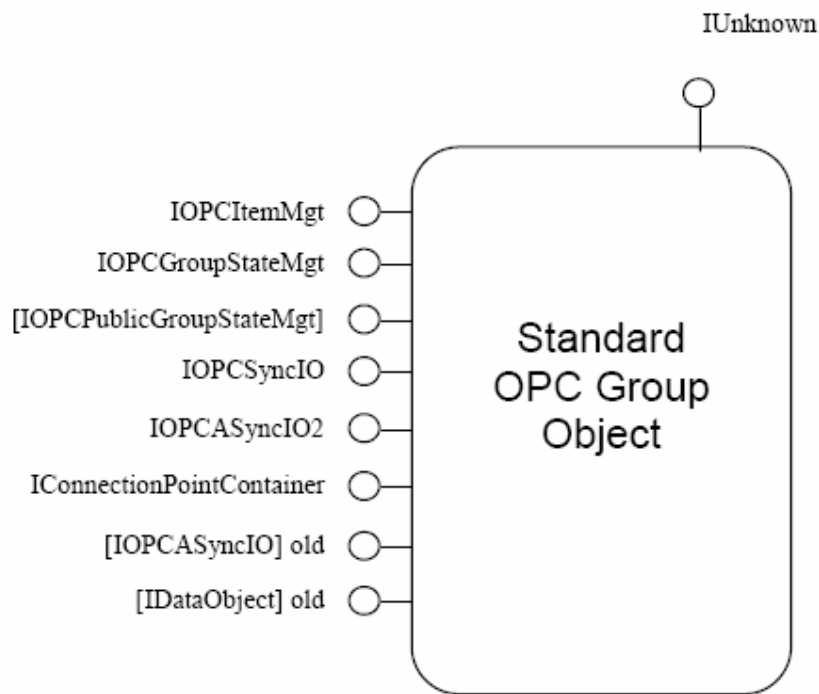 IUnknown
IOPCItemMgt
IOPCGroupStateMgt
[IOPCPublicGroupStateMgt]
IOPCSyncIO
IOPCASyncIO2
IConnectionPointContainer
[IOPCASyncIO] old
[IDataObject] old
Standard
OPC Group
Object